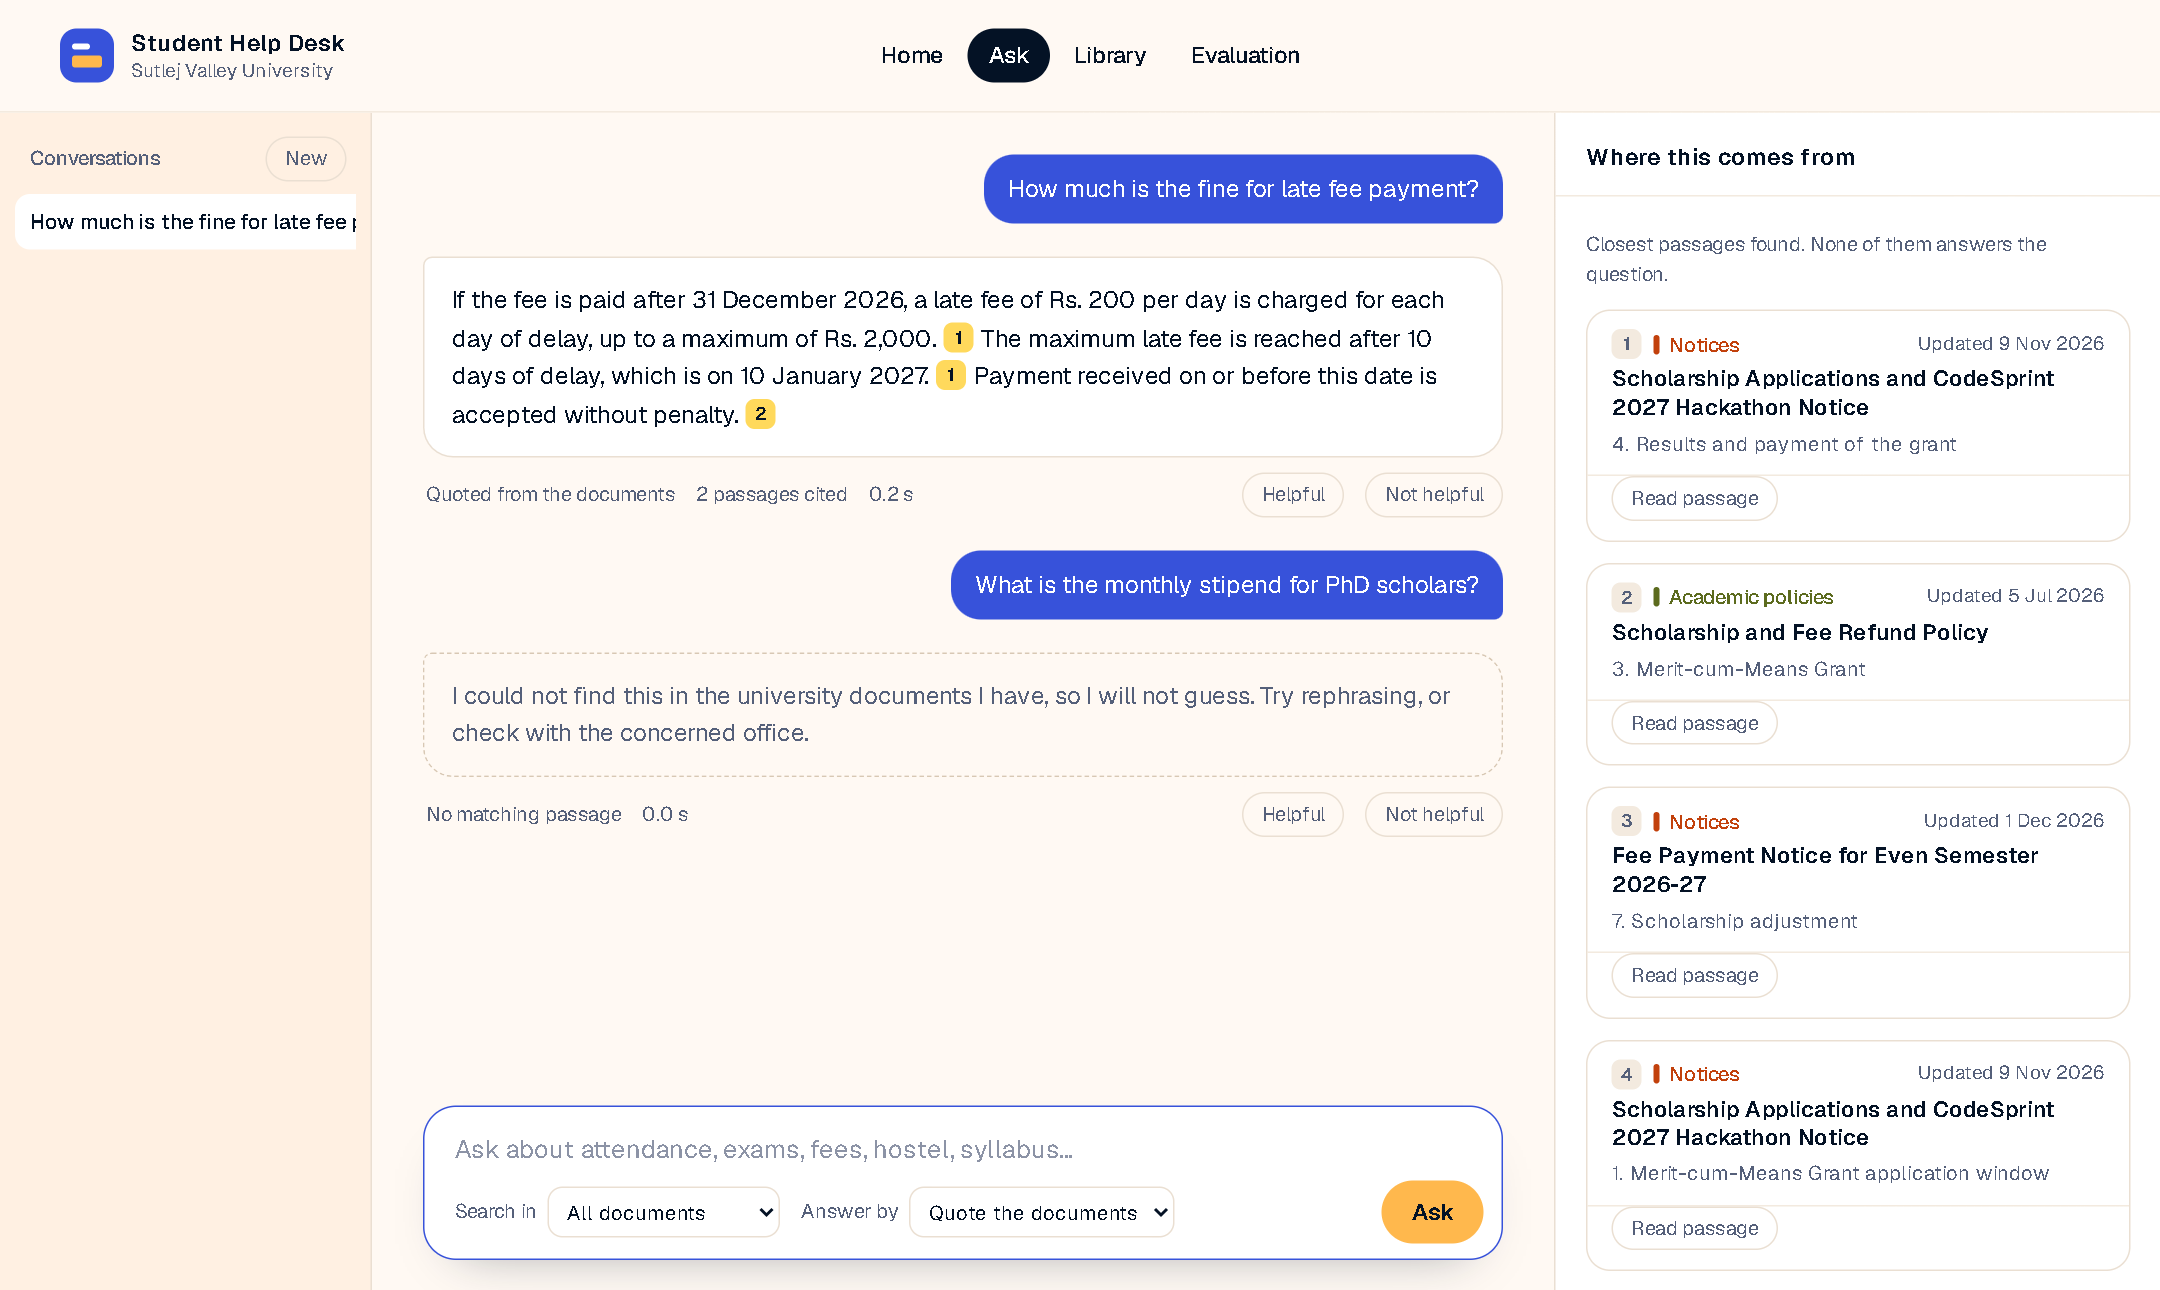 Student Help Desk
Sutlej Valley University
Home
Ask
Library
Evaluation
Conversations
New
How much is the fine for late fee
How much is the fine for late fee payment?
If the fee is paid after 31 December 2026, a late fee of Rs. 200 per day is charged for each
day of delay, up to a maximum of Rs. 2,000. 1 The maximum late fee is reached after 10
days of delay, which is on 10 January 2027. 1 Payment received on or before this date is
accepted without penalty. 2
Quoted from the documents 2 passages cited 0.2 s
Helpful
Not helpful
What is the monthly stipend for PhD scholars?
I could not find this in the university documents I have, so I will not guess. Try rephrasing, or
check with the concerned office.
No matching passage 0.0 s
Helpful
Not helpful
Ask about attendance, exams, fees, hostel, syllabus...
Search in
All documents
Answer by
Quote the documents
Ask
Where this comes from
Closest passages found. None of them answers the
question.
1 Notices Updated 9 Nov 2026
Scholarship Applications and CodeSprint
2027 Hackathon Notice
4. Results and payment of the grant
Read passage
2 Academic policies Updated 5 Jul 2026
Scholarship and Fee Refund Policy
3. Merit-cum-Means Grant
Read passage
3 Notices Updated 1 Dec 2026
Fee Payment Notice for Even Semester
2026-27
7. Scholarship adjustment
Read passage
4 Notices Updated 9 Nov 2026
Scholarship Applications and CodeSprint
2027 Hackathon Notice
1. Merit-cum-Means Grant application window
Read passage